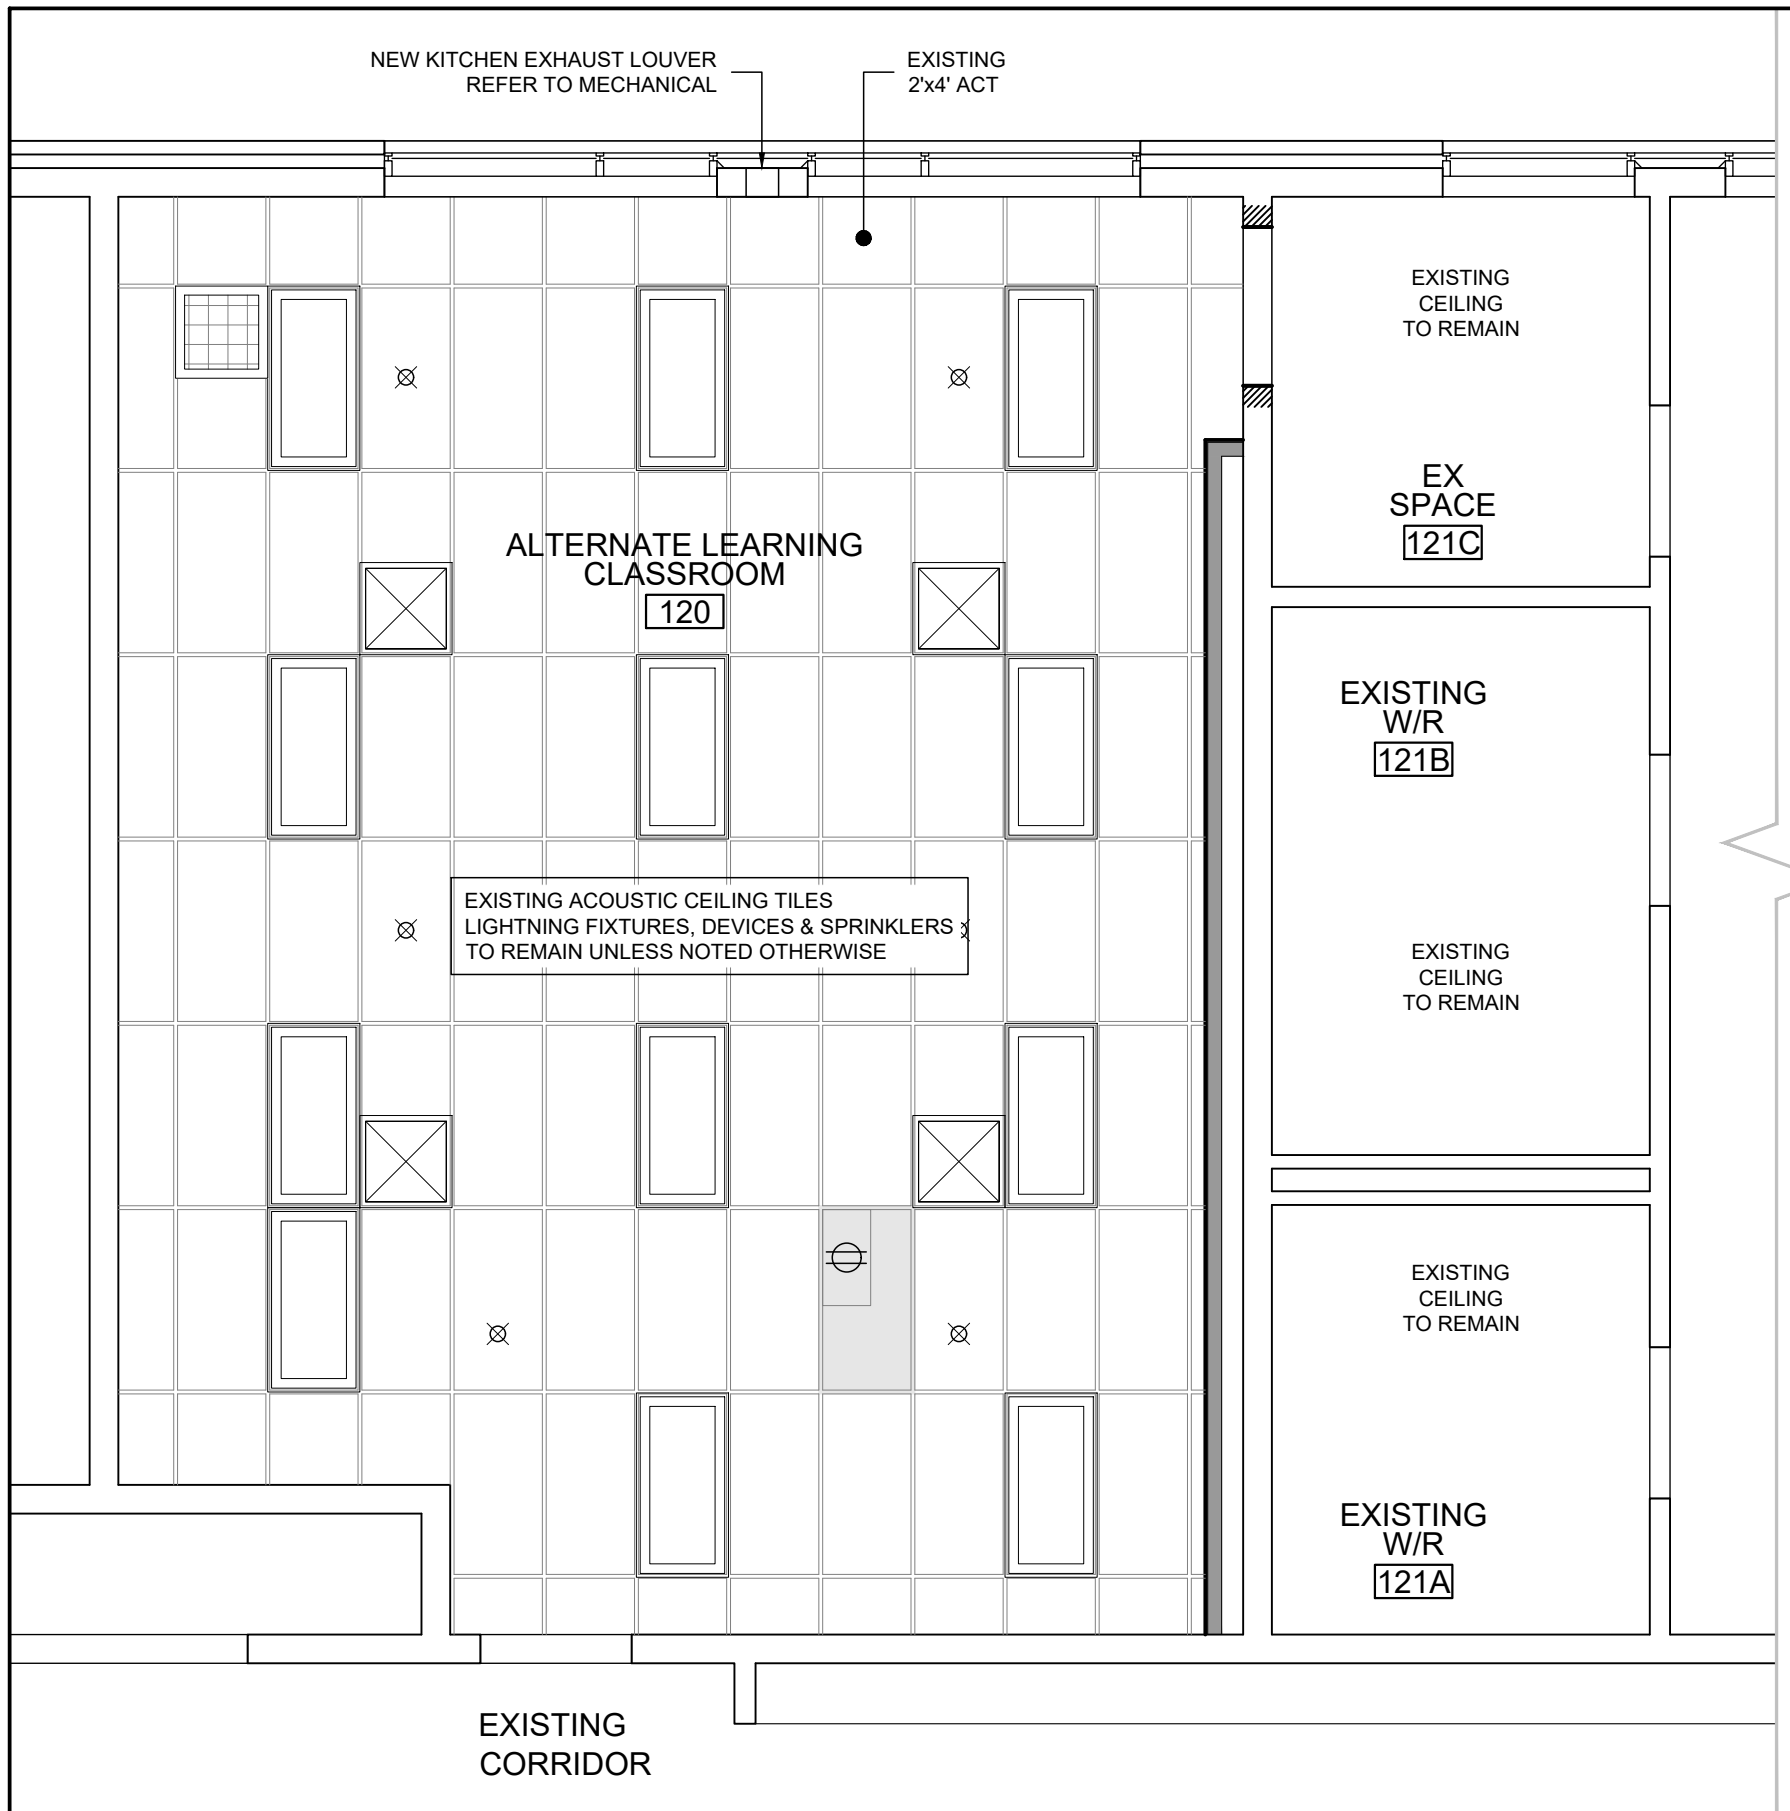 NEW KITCHEN EXHAUST LOUVER
REFER TO MECHANICAL
EXISTING
2'x4' ACT
EXISTING
CEILING
TO REMAIN
EX
SPACE
121C
ALTERNATE LEARNING
CLASSROOM
120
EXISTING
W/R
121B
EXISTING ACOUSTIC CEILING TILES
LIGHTNING FIXTURES, DEVICES & SPRINKLERS
TO REMAIN UNLESS NOTED OTHERWISE
EXISTING
CEILING
TO REMAIN
EXISTING
CEILING
TO REMAIN
EXISTING
W/R
121A
EXISTING
CORRIDOR